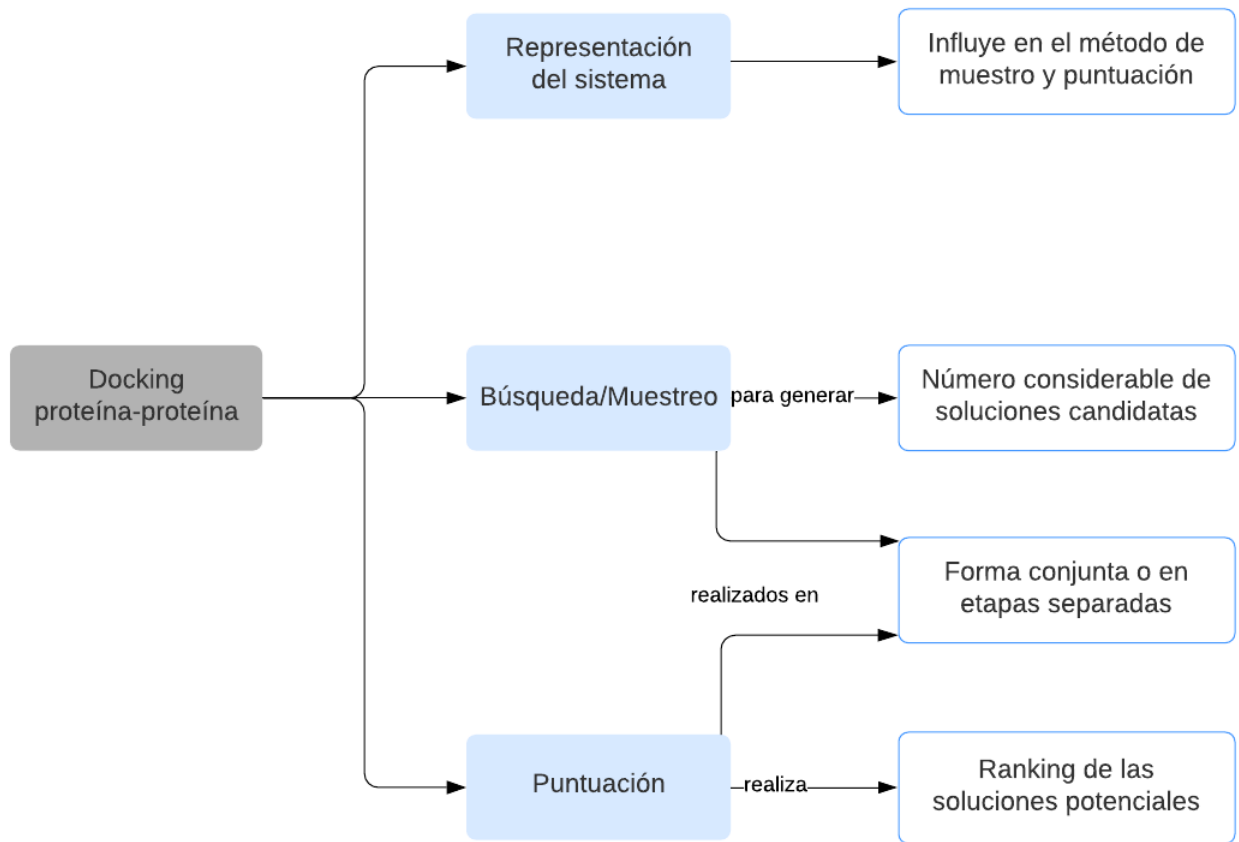 Representación
del sistema
Influye en el método de
muestro y puntuación
Docking
proteína-proteína
Búsqueda/Muestreo
para generar
Número considerable de
soluciones candidatas
realizados en
Forma conjunta o en
etapas separadas
Puntuación
realiza
Ranking de las
soluciones potenciales